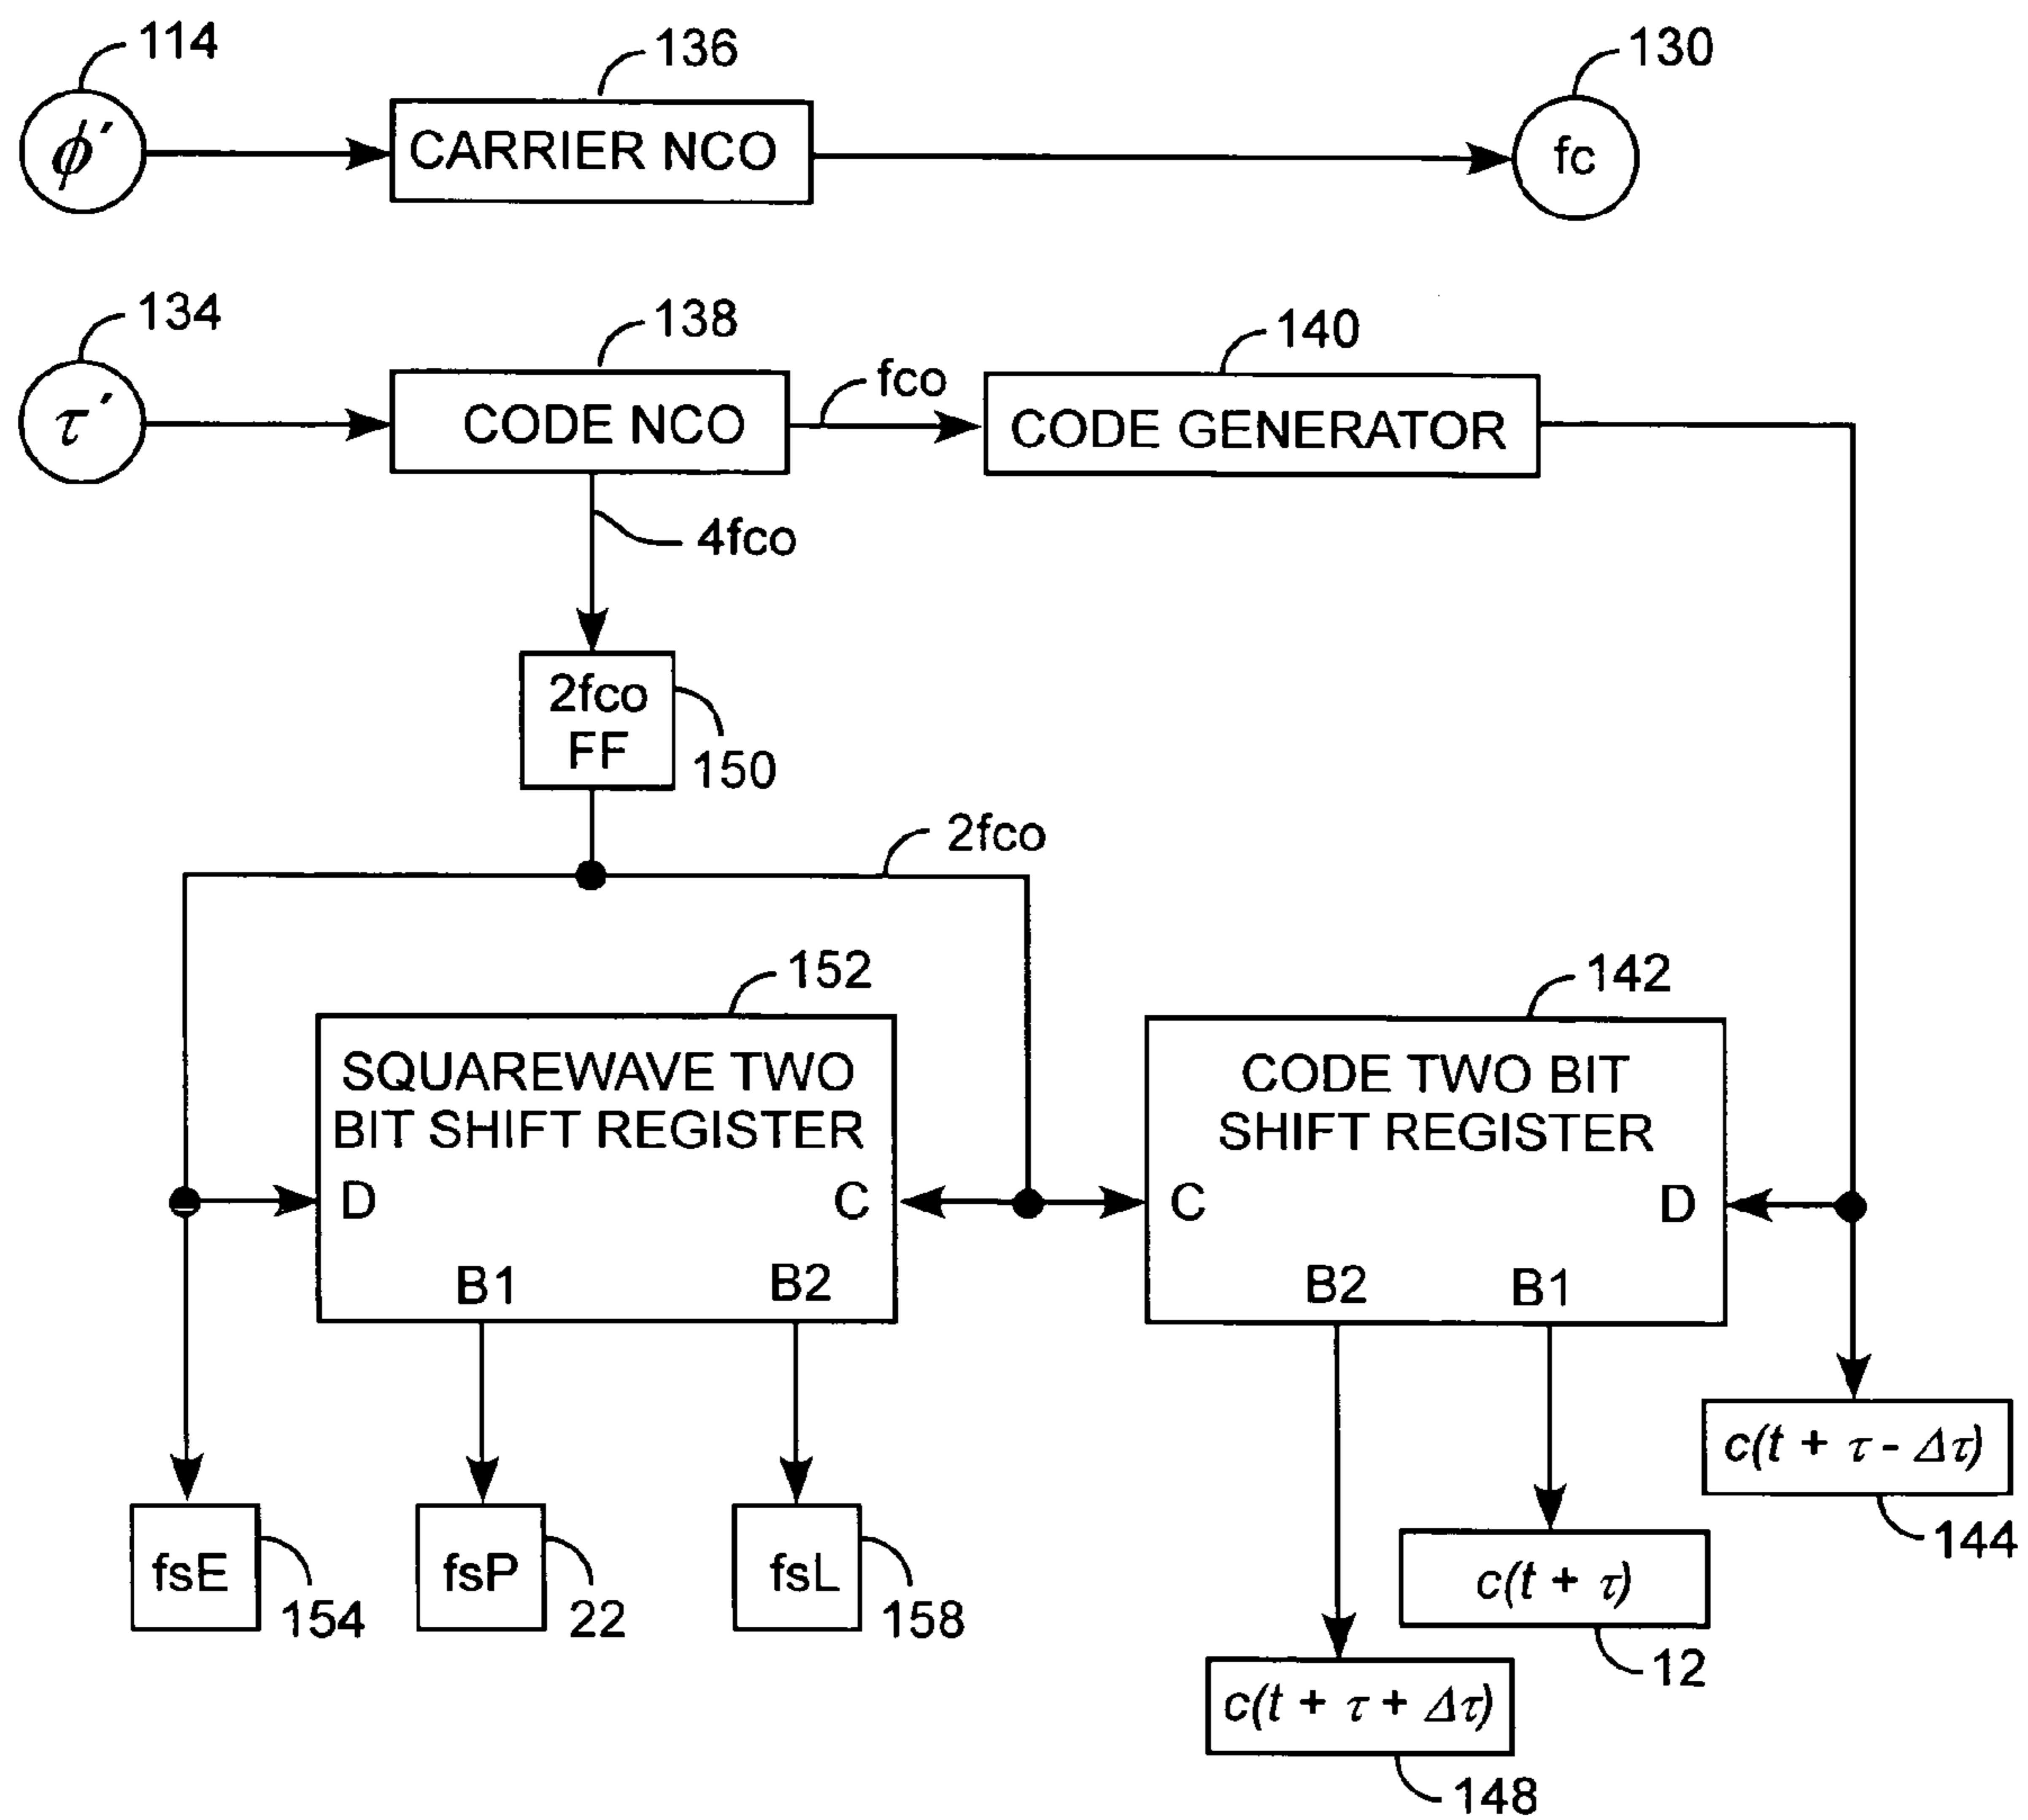 114
136
130
ϕ′
CARRIER NCO
fc
134
138
140
fco
τ′
CODE NCO
CODE GENERATOR
4fco
2fco
FF
150
2fco
152
142
SQUAREWAVE TWO
BIT SHIFT REGISTER
D
C
B1
B2
CODE TWO BIT
SHIFT REGISTER
C
D
B2
B1
c(t + τ - Δτ)
144
fsE
154
fsP
22
fsL
158
c(t + τ)
12
c(t + τ + Δτ)
148